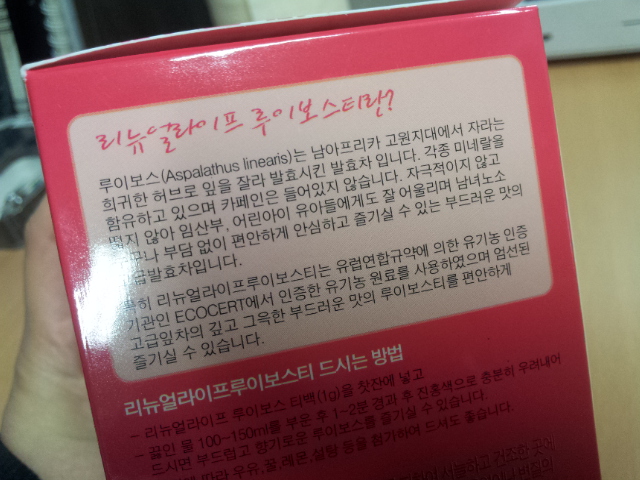 리뉴얼라이프 루이보스티란?
루이보스(Aspalathus linearis)는 남아프리카 고원지대에서 자라는
희귀한 허브로 잎을 잘라 발효시킨 발효차 입니다. 각종 미네랄을
함유하고 있으며 카페인은 들어있지 않습니다. 자극적이지 않고
떫지 않아 임산부, 어린아이 유아들에게도 잘 어울리며 남녀노소
부담 없이 편안하게 안심하고 즐기실 수 있는 부드러운 맛의
고급발효차입니다.
특히 리뉴얼라이프루이보스티는 유럽연합규약에 의한 유기농 인증
기관인 ECOCERT에서 인증한 유기농 원료를 사용하였으며 엄선된
고급잎차의 깊고 그윽한 부드러운 맛의 루이보스티를 편안하게
즐기실 수 있습니다.
리뉴얼라이프루이보스티 드시는 방법
- 리뉴얼라이프 루이보스 티백(1g)을 찻잔에 넣고
- 끓인 물 100~150ml를 부은 후 1~2분 경과 후 진홍색으로 충분히 우려내어
드시면 부드럽고 향기로운 루이보스를 즐기실 수 있습니다.
따라 우유,꿀,레몬,설탕 등을 첨가하여 드셔도 좋습니다.
서늘하고 건조한 곳에